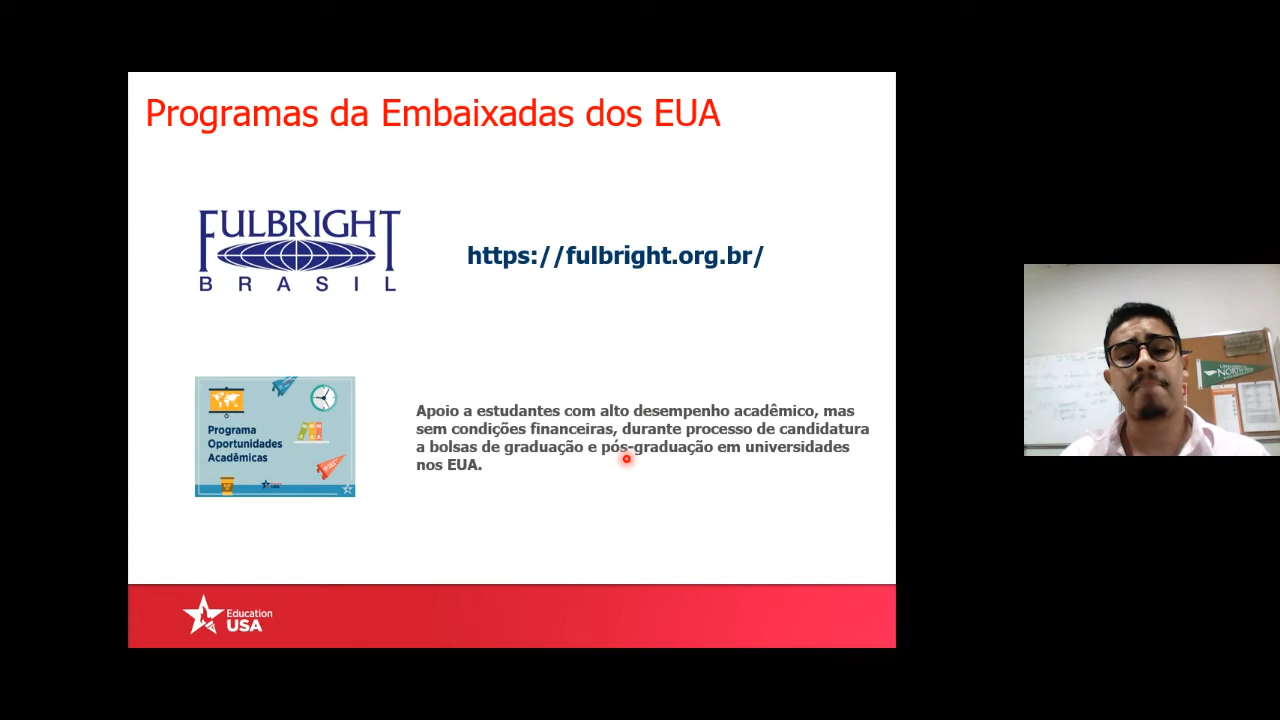 Programas da Embaixadas dos EUA
FULBRIGHT
BRASIL
https://fulbright.org.br/
Programa
Oportunidades
Acadêmicas
Apoio a estudantes com alto desempenho acadêmico, mas
sem condições financeiras, durante processo de candidatura
a bolsas de graduação e pós-graduação em universidades
nos EUA.
Education
USA